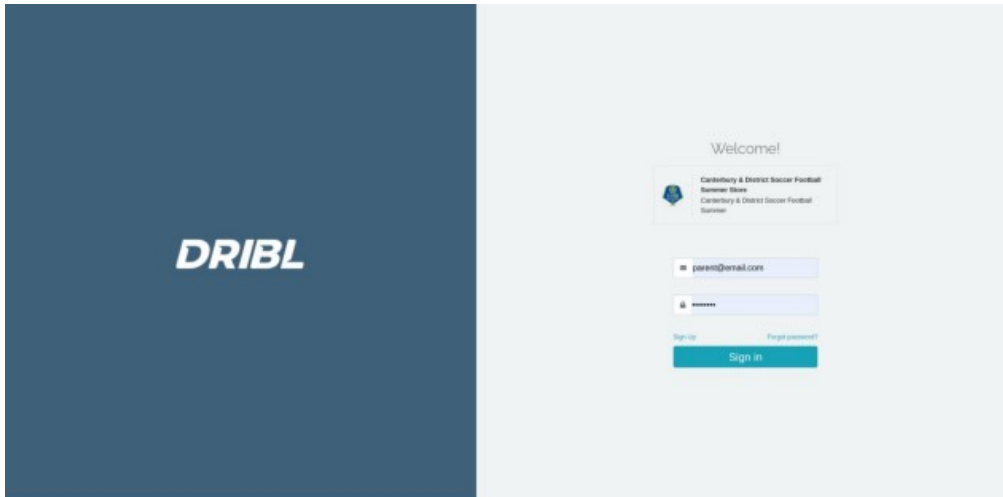 DRIBL
Welcome!
Canterbury & District Soccer Football
Summer Store
Canterbury & District Soccer Football
Summer
parent@email.com
Sign Up
Forgot password?
Sign in